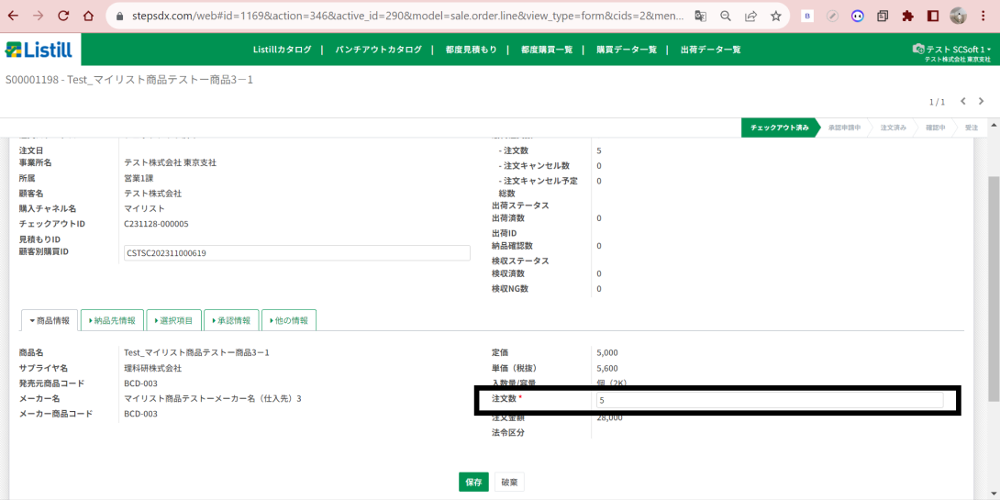 stepsdx.com/web#id=1169&action=346&active_id=290&model=sale.order.line&view_type=form&cids=2&men...
Listill
Listillカタログ | パンチアウトカタログ | 都度見積もり | 都度購買一覧 | 購買データ一覧 | 出荷データ一覧
テスト SCSoft 1
テスト株式会社 東京支社
S00001198 - Test_マイリスト商品テストー商品3－1
1 / 1
チェックアウト済み 承認申請中 注文済み 確認中 受注
注文日
事業所名 テスト株式会社 東京支社
所属 営業1課
顧客名 テスト株式会社
購入チャネル名 マイリスト
チェックアウトID C231128-000005
見積もりID
顧客別購買ID CSTSC202311000619
- 注文数 5
- 注文キャンセル数 0
- 注文キャンセル予定総数 0
出荷ステータス
出荷済数 0
出荷ID
納品確認数 0
検収ステータス
検収済数 0
検収NG数 0
商品情報 納品先情報 選択項目 承認情報 他の情報
商品名 Test_マイリスト商品テストー商品3－1
サプライヤ名 理科研株式会社
発売元商品コード BCD-003
メーカー名 マイリスト商品テストーメーカー名（仕入先）3
メーカー商品コード BCD-003
定価 5,000
単価（税抜） 5,600
入数量/容量 個（2K）
注文数 * 5
注文金額 28,000
法令区分
保存 破棄